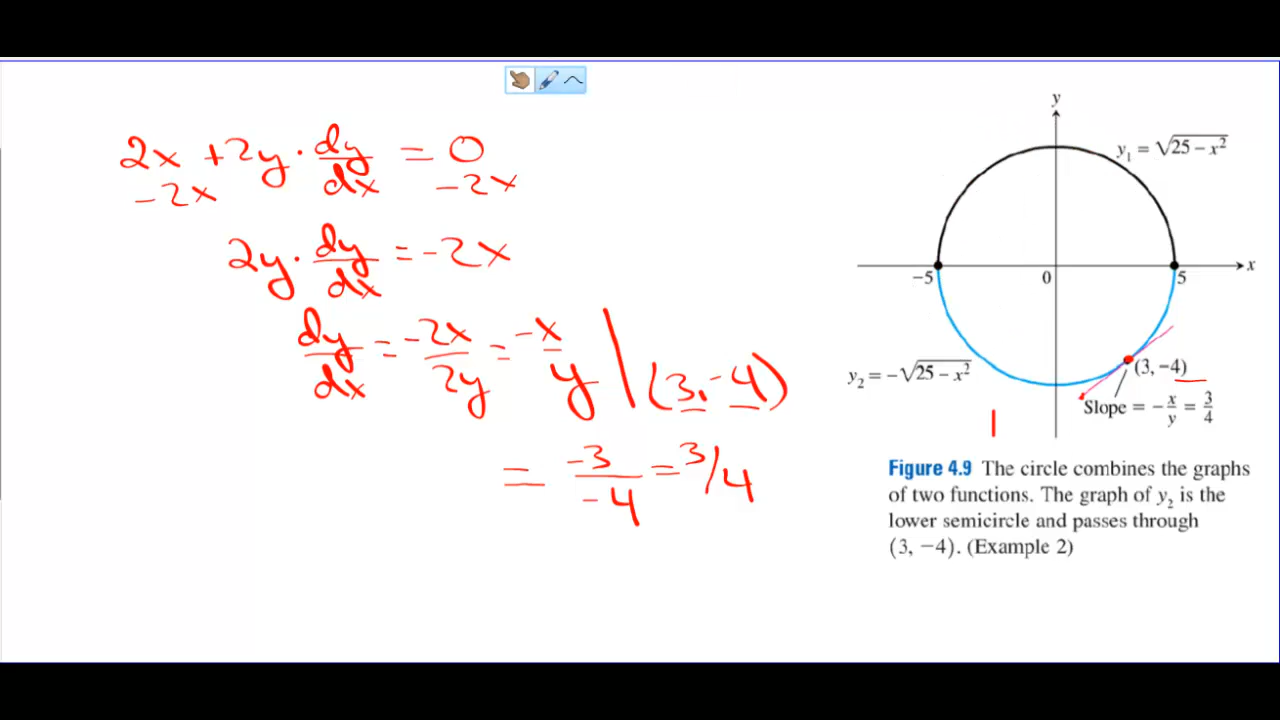 2x + 2y · dy/dx = 0
-2x -2x
2y · dy/dx = -2x
dy/dx = -2x/2y = -x/y | (3, -4)
= -3/-4 = 3/4
y
y₁ = √25 − x²
−5 0 5 x
y₂ = −√25 − x²
(3, −4)
Slope = −x/y = 3/4
Figure 4.9 The circle combines the graphs
of two functions. The graph of y₂ is the
lower semicircle and passes through
(3, −4). (Example 2)